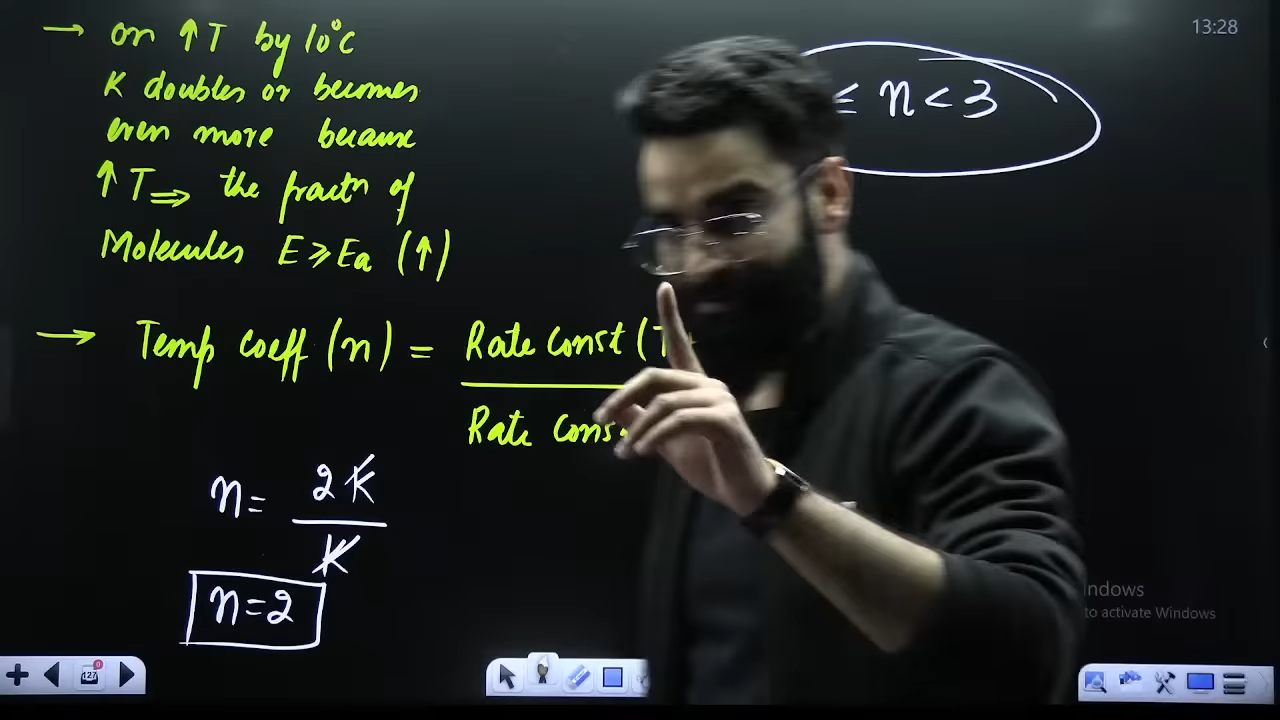 → on ↑T by 10°C
K doubles or becomes
even more because
↑T ⇒ the fractn of
Molecules E ⩾ Ea (↑)
→ Temp coeff (n) = Rate Const (T
Rate Cons
n = 2K
K
n=2
≤ n < 3
13:28
indows
to activate Windows
127